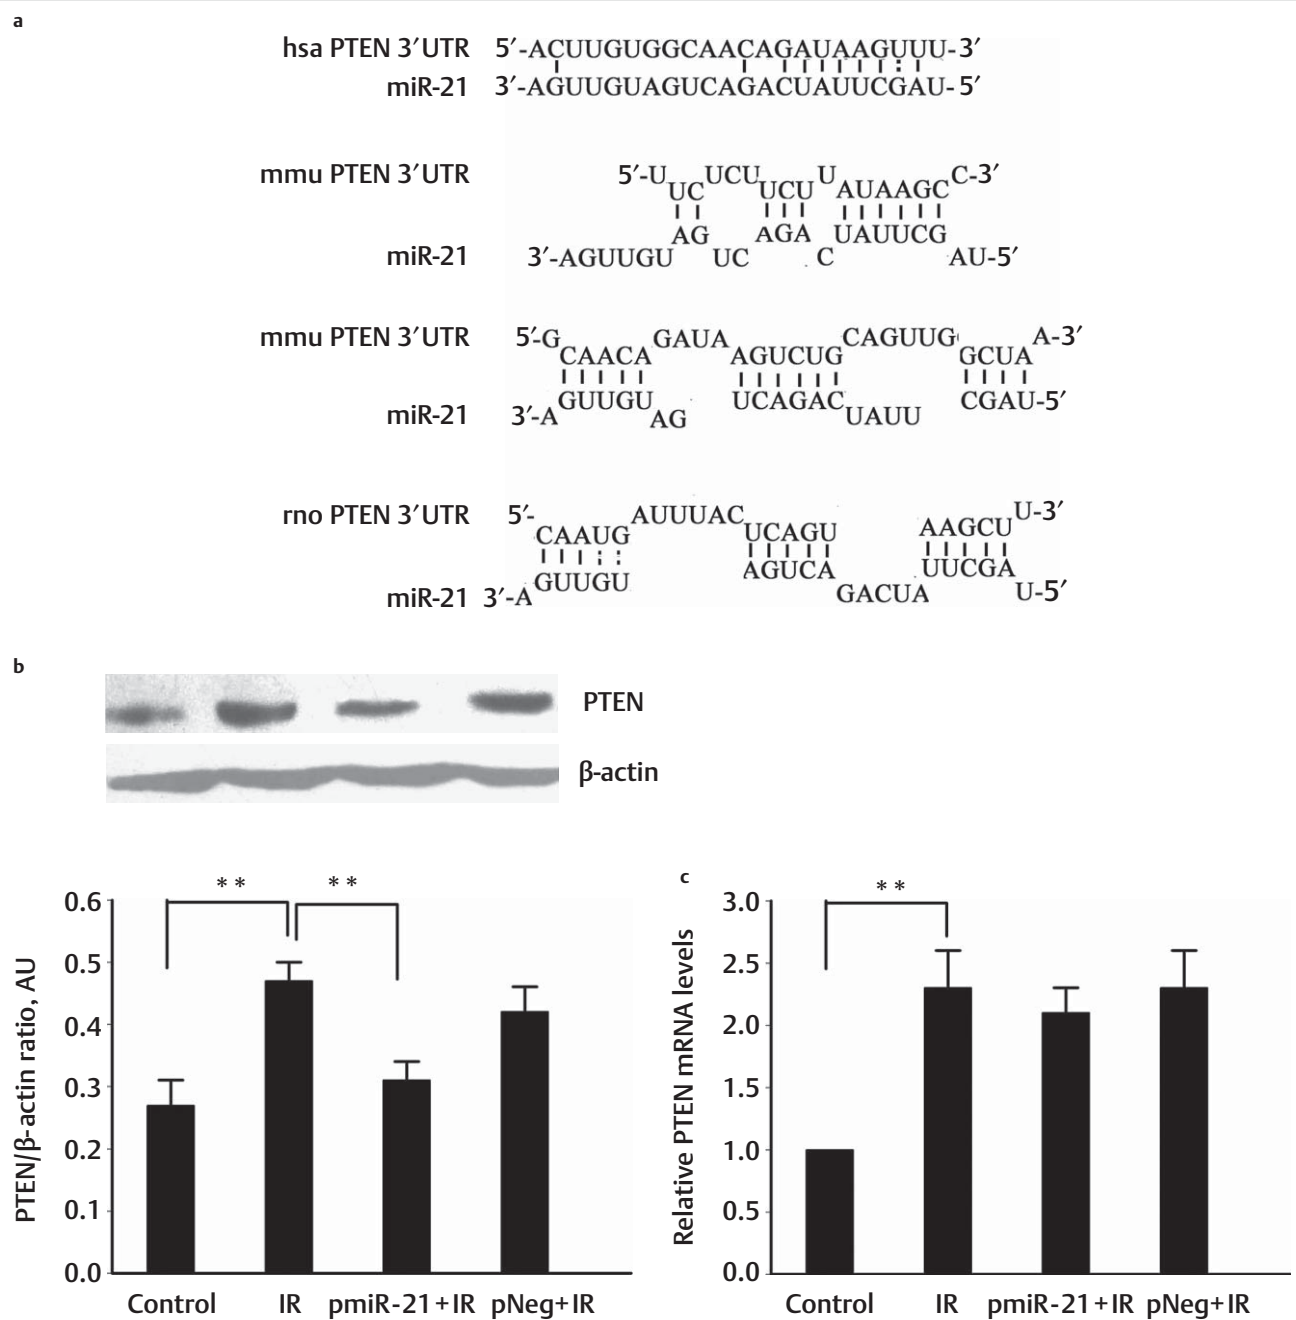 a
hsa PTEN 3′UTR 5′-ACUUGUGGCAACAGAUAAGUUU-3′
miR-21 3′-AGUUGUAGUCAGACUAUUCGAU-5′
mmu PTEN 3′UTR 5′-U UCU U C-3′
UC UCU AUAAGC
AG AGA UAUUCG
miR-21 3′-AGUUGU UC C AU-5′
mmu PTEN 3′UTR 5′-G GAUA CAGUUG A-3′
CAACA AGUCUG GCUA
GUUGU UCAGAC CGAU-5′
miR-21 3′-A AG UAUU
rno PTEN 3′UTR 5′- AUUUAC U-3′
CAAUG UCAGU AAGCU
GUUGU AGUCA UUCGA
miR-21 3′-A GACUA U-5′
b
PTEN
β-actin
** **
PTEN/β-actin ratio, AU
0.6
0.5
0.4
0.3
0.2
0.1
0.0
Control IR pmiR-21+IR pNeg+IR
c
**
Relative PTEN mRNA levels
3.0
2.5
2.0
1.5
1.0
0.5
0.0
Control IR pmiR-21+IR pNeg+IR